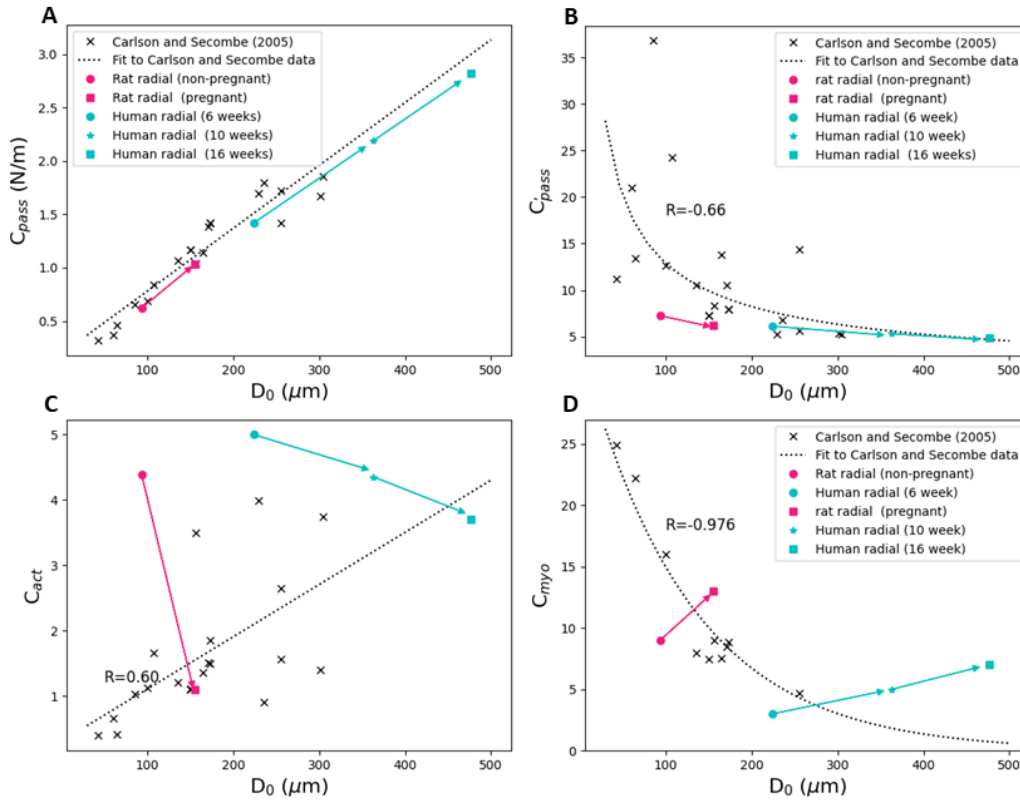 A
Carlson and Secombe (2005)
Fit to Carlson and Secombe data
Rat radial (non-pregnant)
Rat radial  (pregnant)
Human radial (6 weeks)
Human radial (10 weeks)
Human radial  (16 weeks)
3.0
2.5
2.0
1.5
1.0
0.5
C_pass (N/m)
100 200 300 400 500
D₀ (μm)
B
Carlson and Secombe (2005)
Fit to Carlson and Secombe data
rat radial (non-pregnant)
rat radial  (pregnant)
Human radial (6 week)
Human radial (10 week)
Human radial  (16 weeks)
35
30
25
20
15
10
5
C'pass
R=-0.66
100 200 300 400 500
D₀ (μm)
C
5
4
3
2
1
C_act
R=0.60
100 200 300 400 500
D₀ (μm)
D
Carlson and Secombe (2005)
Fit to Carlson and Secombe data
Rat radial (non-pregnant)
Human radial (6 week)
rat radial  (pregnant)
Human radial (10 week)
Human radial (16 week)
25
20
15
10
5
0
C_myo
R=-0.976
100 200 300 400 500
D₀ (μm)